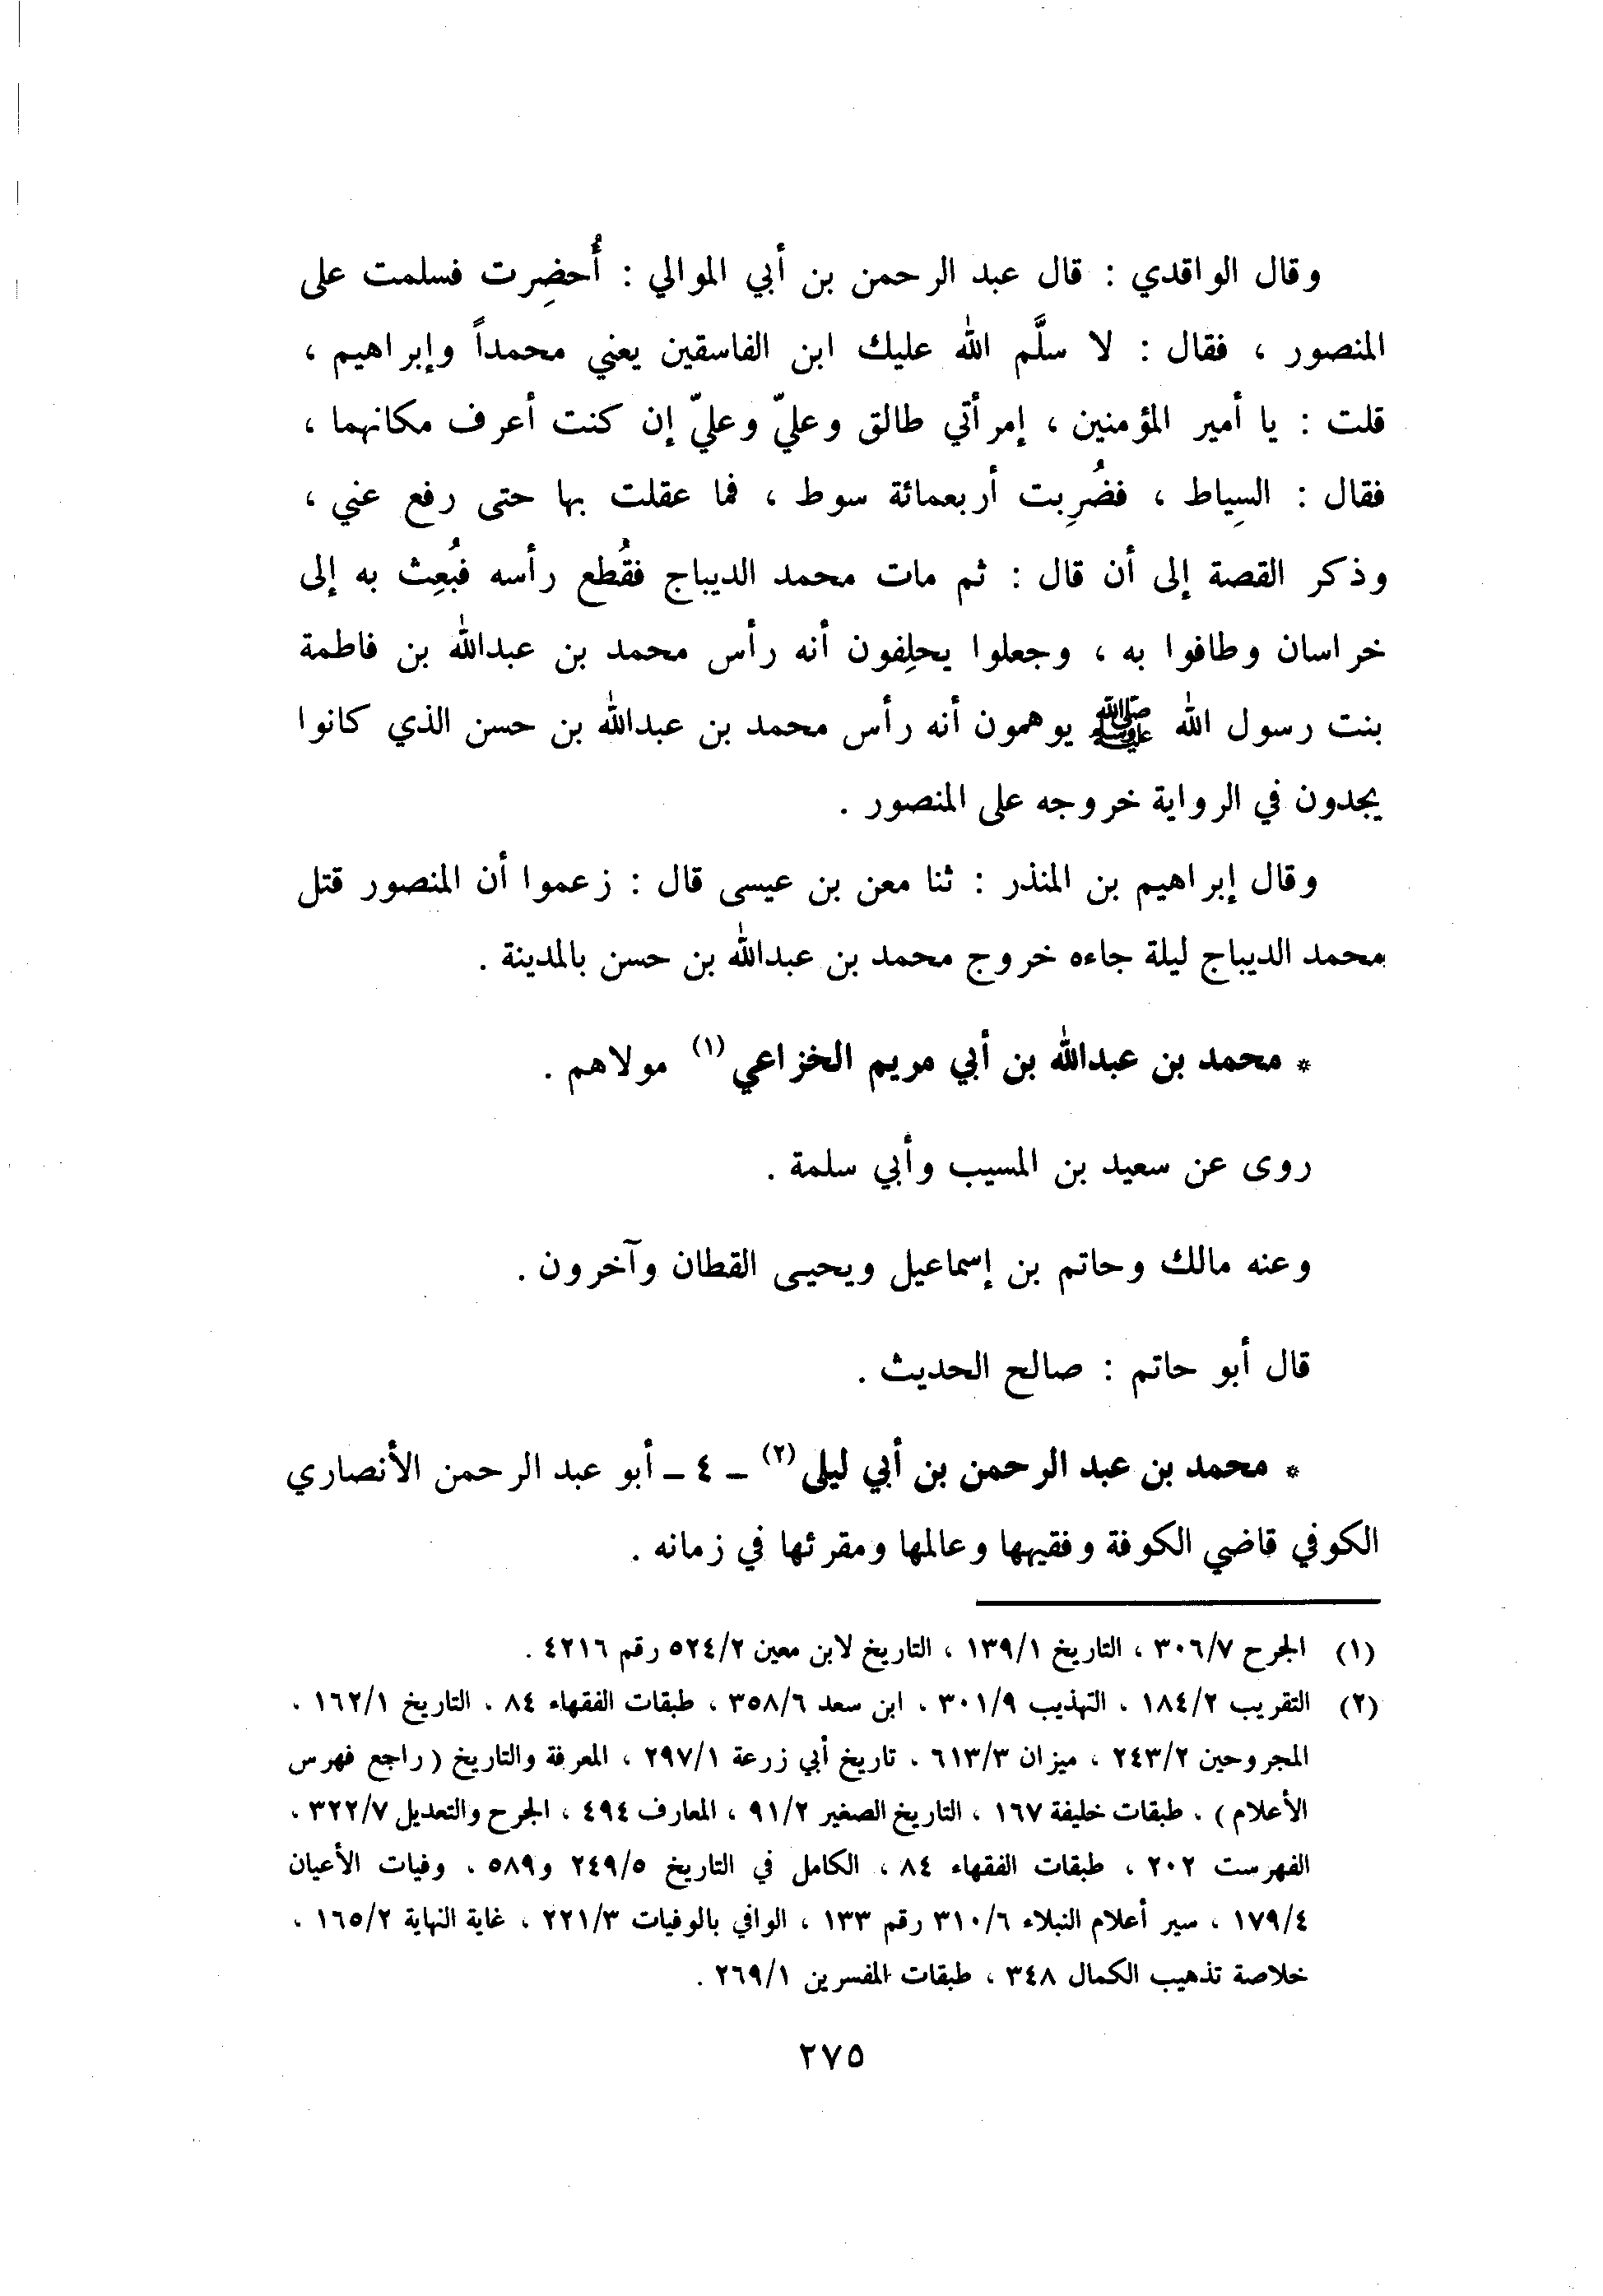 وقال الواقدي : قال عبد الرحمن بن أبي الموالي : أُحضِرت فسلمت على
المنصور ، فقال : لا سلَّم الله عليك ابن الفاسقين يعني محمداً وإبراهيم ،
قلت : يا أمير المؤمنين ، إمرأتي طالق وعليّ وعليّ إن كنت أعرف مكانهما ،
فقال : السِياط ، فضُرِبت أربعمائة سوط ، فما عقلت بها حتى رفع عني ،
وذكر القصة إلى أن قال : ثم مات محمد الديباج فقُطع رأسه فبُعِث به إلى
خراسان وطافوا به ، وجعلوا يحلِفون أنه رأس محمد بن عبدالله بن فاطمة
بنت رسول الله ﷺ يوهمون أنه رأس محمد بن عبدالله بن حسن الذي كانوا
يجدون في الرواية خروجه على المنصور .
وقال إبراهيم بن المنذر : ثنا معن بن عيسى قال : زعموا أن المنصور قتل
محمد الديباج ليلة جاءه خروج محمد بن عبدالله بن حسن بالمدينة .
* محمد بن عبدالله بن أبي مريم الخزاعي (١) مولاهم .
روى عن سعيد بن المسيب وأبي سلمة .
وعنه مالك وحاتم بن إسماعيل ويحيى القطان وآخرون .
قال أبو حاتم : صالح الحديث .
* محمد بن عبد الرحمن بن أبي ليلى (٢) ـ ٤ ـ أبو عبد الرحمن الأنصاري
الكوفي قاضي الكوفة وفقيهها وعالمها ومقرئها في زمانه .
(١) الجرح ٣٠٦/٧ ، التاريخ ١٣٩/١ ، التاريخ لابن معين ٥٢٤/٢ رقم ٤٢١٦ .
(٢) التقريب ١٨٤/٢ ، التهذيب ٣٠١/٩ ، ابن سعد ٣٥٨/٦ ، طبقات الفقهاء ٨٤ ، التاريخ ١٦٢/١ ،
المجروحين ٢٤٣/٢ ، ميزان ٦١٣/٣ ، تاريخ أبي زرعة ٢٩٧/١ ، المعرفة والتاريخ (راجع فهرس
الأعلام) ، طبقات خليفة ١٦٧ ، التاريخ الصغير ٩١/٢ ، المعارف ٤٩٤ ، الجرح والتعديل ٣٢٢/٧ ،
الفهرست ٢٠٢ ، طبقات الفقهاء ٨٤ ، الكامل في التاريخ ٢٤٩/٥ و٥٨٩ ، وفيات الأعيان
١٧٩/٤ ، سير أعلام النبلاء ٣١٠/٦ رقم ١٣٣ ، الوافي بالوفيات ٢٢١/٣ ، غاية النهاية ١٦٥/٢ ،
خلاصة تذهيب الكمال ٣٤٨ ، طبقات المفسرين ٢٦٩/١ .
٢٧٥